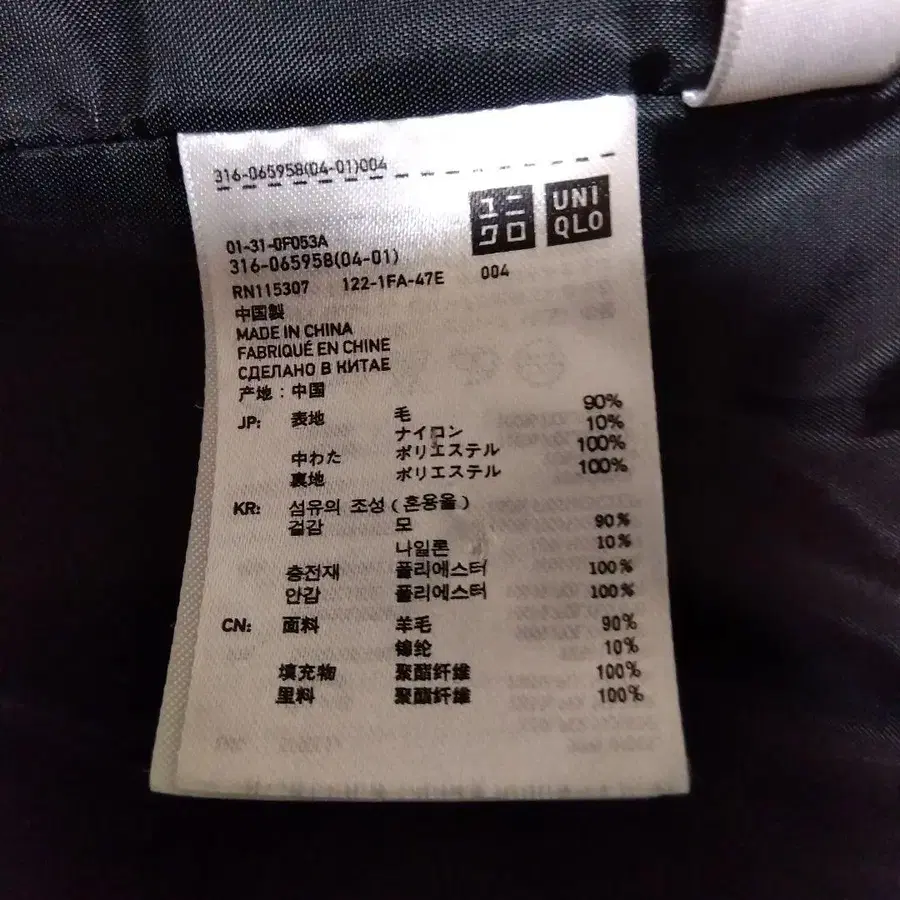 316-065958(04-01)004
ユニクロ
UNIQLO
01-31-0F053A
316-065958(04-01)
RN115307 122-1FA-47E 004
中国製
MADE IN CHINA
FABRIQUÉ EN CHINE
СДЕЛАНО В КИТАЕ
产地：中国
JP: 表地 毛 90%
ナイロン 10%
中わた ポリエステル 100%
裏地 ポリエステル 100%
KR: 섬유의 조성 (혼용율)
겉감 모 90%
나일론 10%
충전재 폴리에스터 100%
안감 폴리에스터 100%
CN: 面料 羊毛 90%
锦纶 10%
填充物 聚酯纤维 100%
里料 聚酯纤维 100%